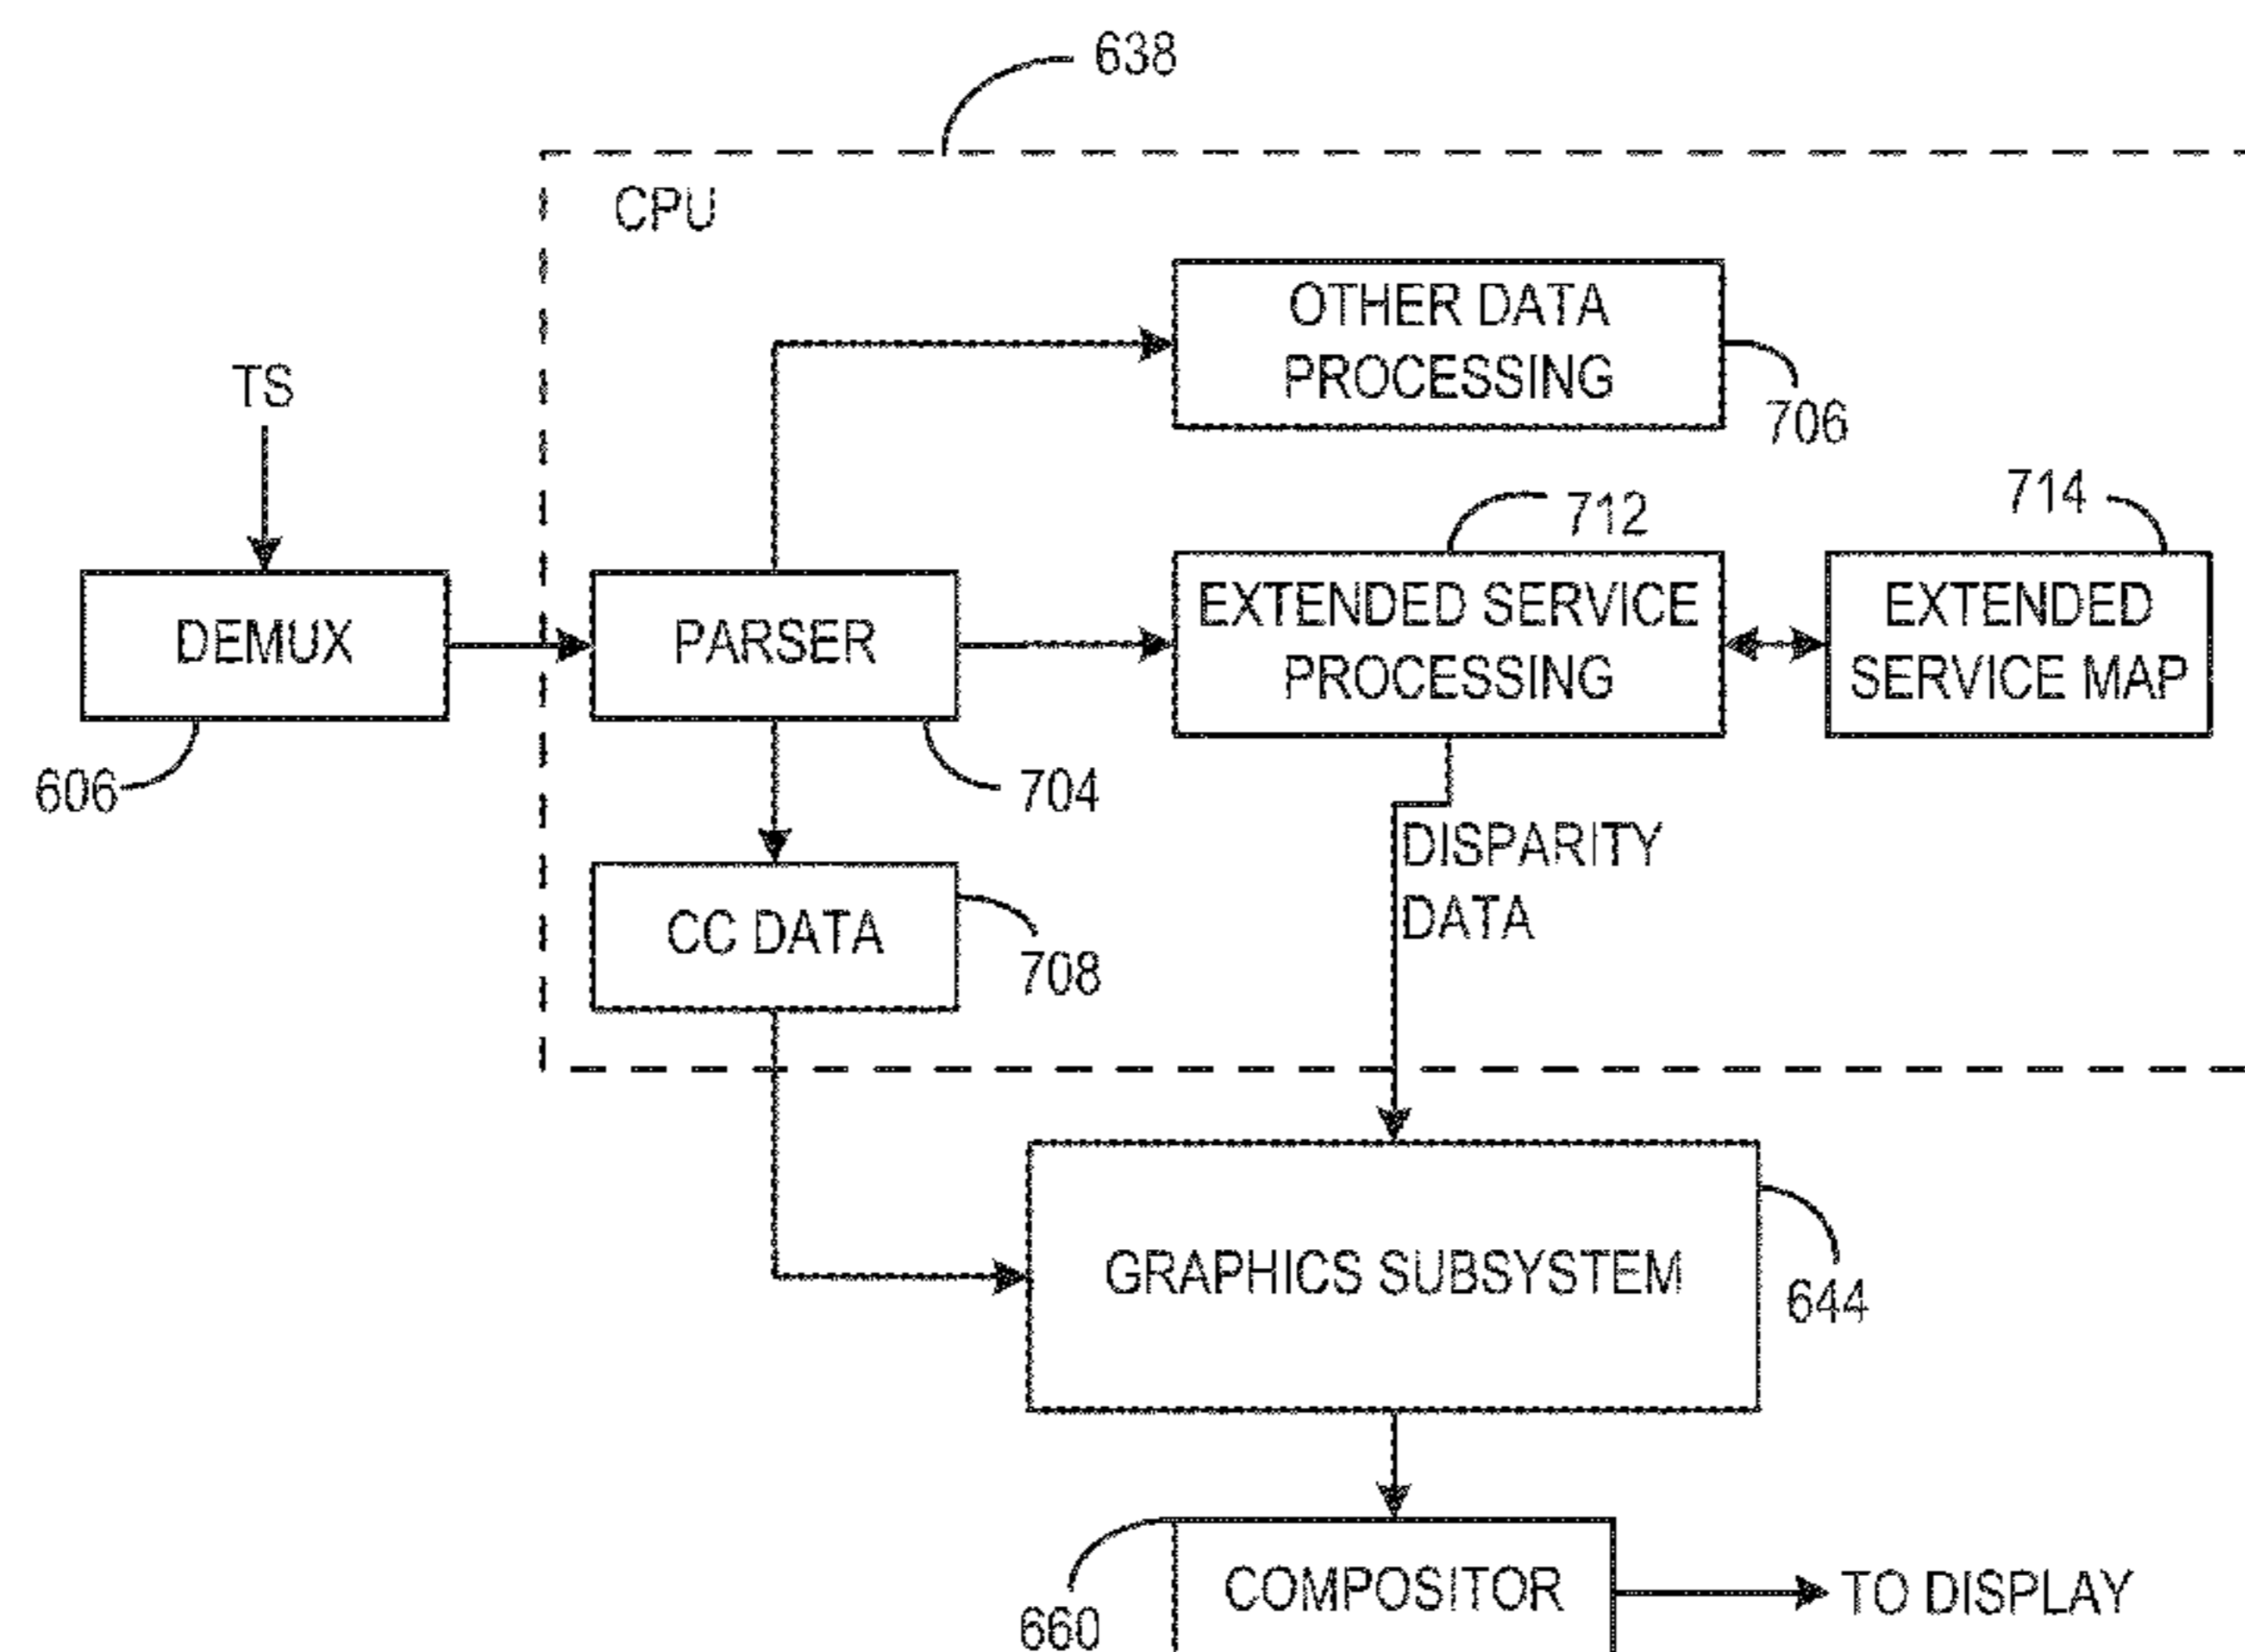 638
CPU
OTHER DATA
PROCESSING
706
TS
712
714
DEMUX
606
PARSER
704
EXTENDED SERVICE
PROCESSING
EXTENDED
SERVICE MAP
CC DATA
708
DISPARITY
DATA
GRAPHICS SUBSYSTEM
644
COMPOSITOR
660
TO DISPLAY